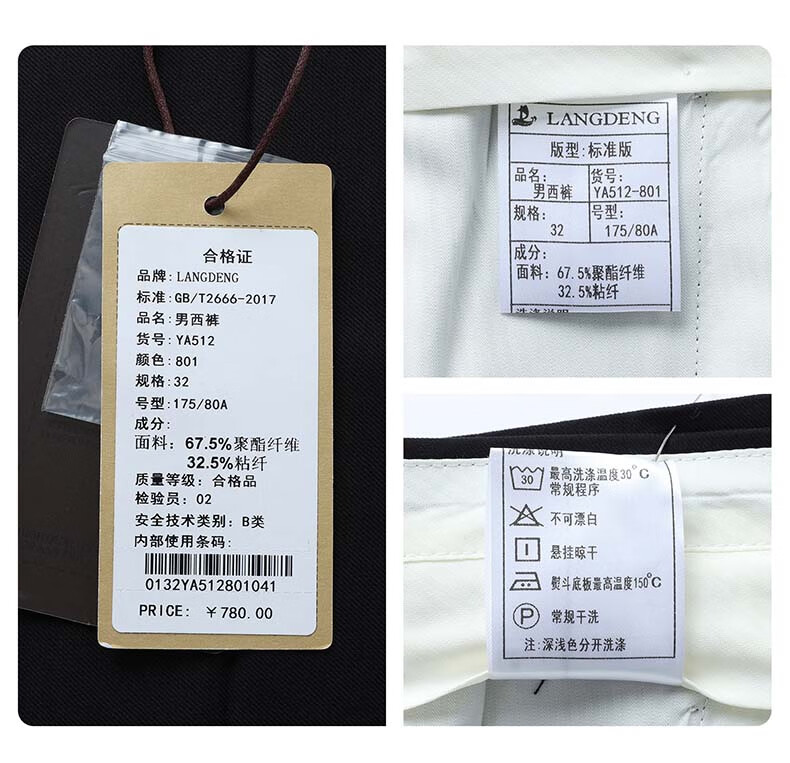 合格证
品牌: LANGDENG
标准:GB/T2666-2017
品名:男西裤
货号:YA512
颜色:801
规格:32
号型:175/80A
成分:
面料: 67.5%聚酯纤维
32.5%粘纤
质量等级:合格品
检验员:02
安全技术类别:B类
内部使用条码:
0132YA512801041
PRICE: ￥780.00
LANGDENG
版型:标准版
品名:
男西裤
货号:
YA512-801
规格:
32
号型:
175/80A
成分:
面料: 67.5%聚酯纤维
32.5%粘纤
洗涤说明
洗涤说明
30
最高洗涤温度30°C
常规程序
不可漂白
悬挂晾干
熨斗底板最高温度150℃
P
常规干洗
注:深浅色分开洗涤